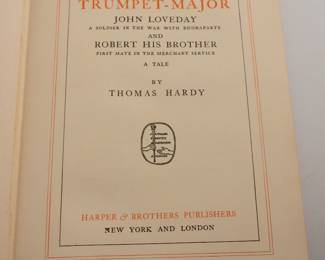 TRUMPET-MAJOR
JOHN LOVEDAY
A SOLDIER IN THE WAR WITH BUONAPARTE
AND
ROBERT HIS BROTHER
FIRST MATE IN THE MERCHANT SERVICE
A TALE
BY
THOMAS HARDY
HARPER & BROTHERS PUBLISHERS
NEW YORK AND LONDON